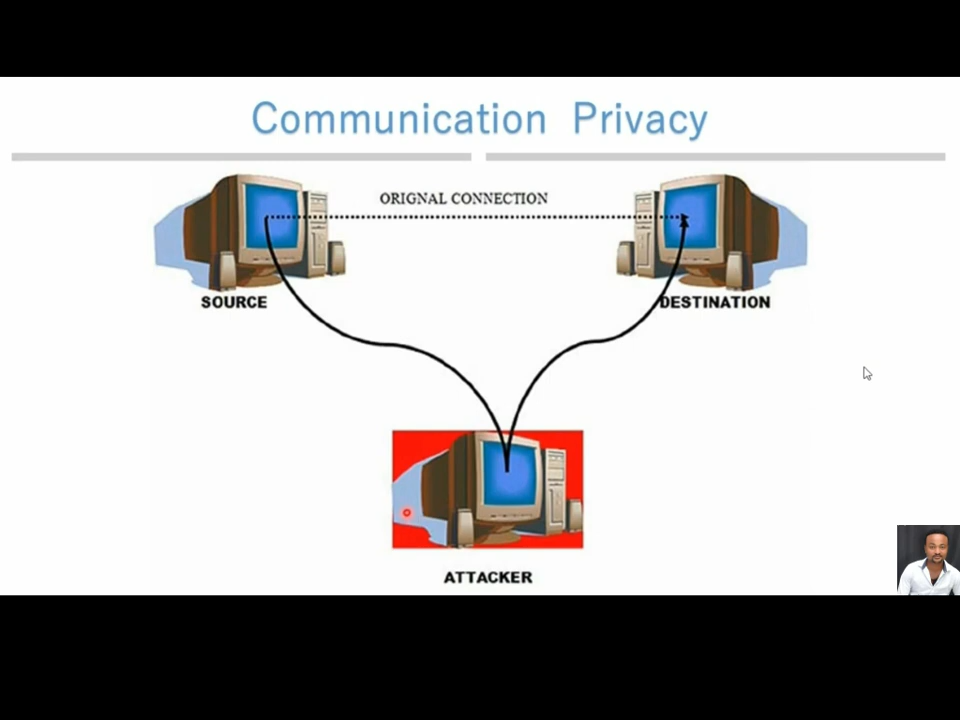 Communication Privacy
ORIGNAL CONNECTION
SOURCE
DESTINATION
ATTACKER